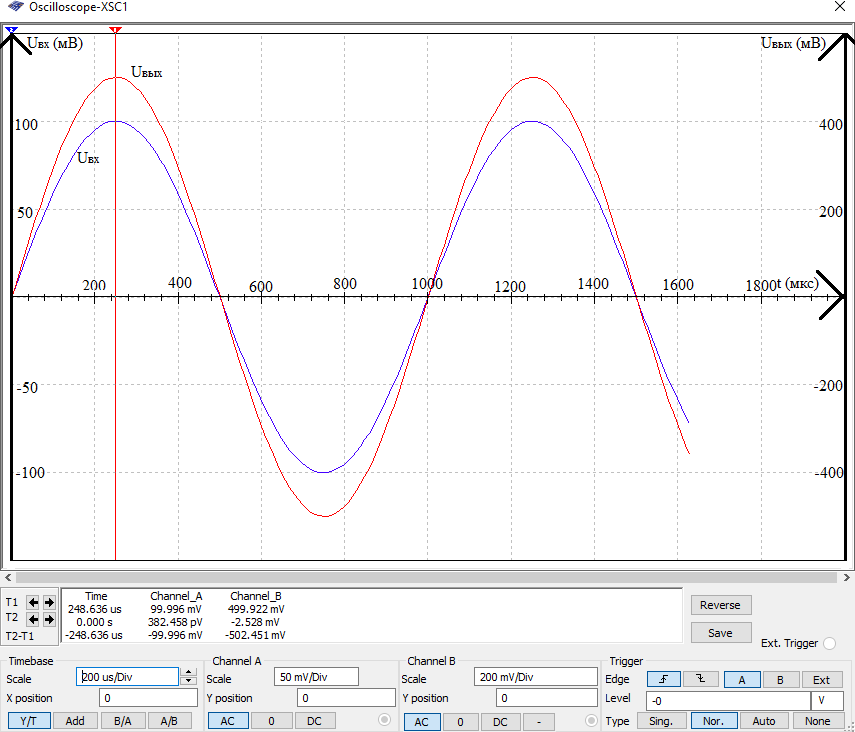 Oscilloscope-XSC1
Uвх (мВ) Uвых (мВ)
Uвых
100 400
Uвх
50 200
200 400 600 800 1000 1200 1400 1600 1800 t (мкс)
-50 -200
-100 -400
Time Channel_A Channel_B
T1 248.636 us 99.996 mV 499.922 mV
T2 0.000 s 382.458 pV -2.528 mV
T2-T1 -248.636 us -99.996 mV -502.451 mV
Reverse
Save
Ext. Trigger
Timebase
Scale 200 us/Div
X position 0
Y/T Add B/A A/B
Channel A
Scale 50 mV/Div
Y position 0
AC 0 DC
Channel B
Scale 200 mV/Div
Y position 0
AC 0 DC -
Trigger
Edge A B Ext
Level -0 V
Type Sing. Nor. Auto None